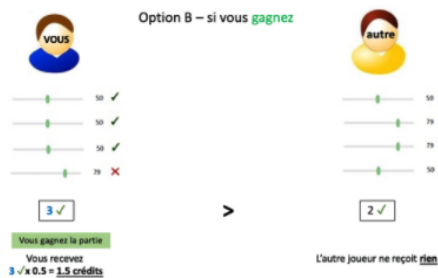 Option B – si vous gagnez
vous
autre
50 ✓
50 ✓
50 ✓
79 ✗
50
79
79
50
3 ✓
>
2 ✓
Vous gagnez la partie
Vous recevez
3 √x 0.5 = 1.5 crédits
L'autre joueur ne reçoit rien